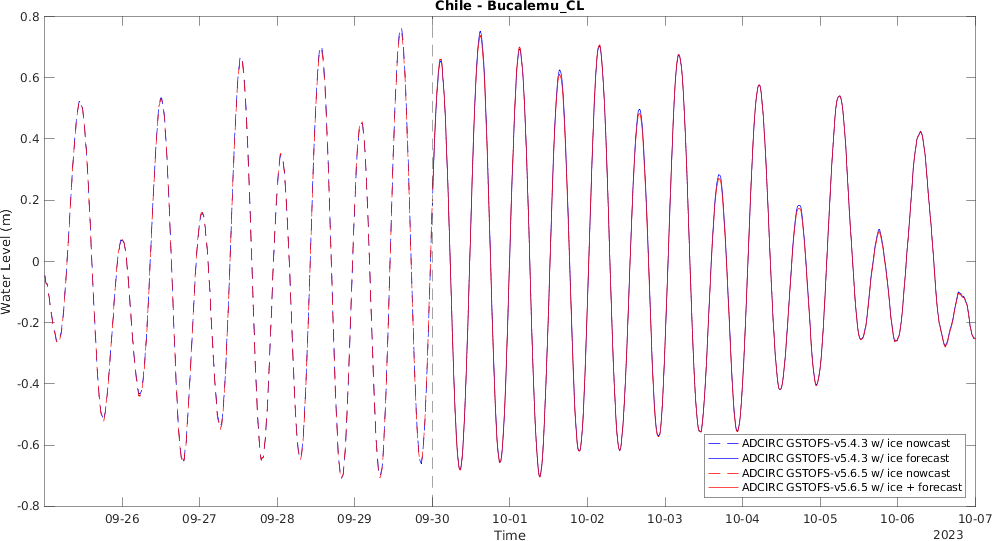 Chile - Bucalemu_CL
Water Level (m)
0.8
0.6
0.4
0.2
0
-0.2
-0.4
-0.6
-0.8
ADCIRC GSTOFS-v5.4.3 w/ ice nowcast
ADCIRC GSTOFS-v5.4.3 w/ ice forecast
ADCIRC GSTOFS-v5.6.5 w/ ice nowcast
ADCIRC GSTOFS-v5.6.5 w/ ice + forecast
09-26 09-27 09-28 09-29 09-30 10-01 10-02 10-03 10-04 10-05 10-06 10-07
Time
2023